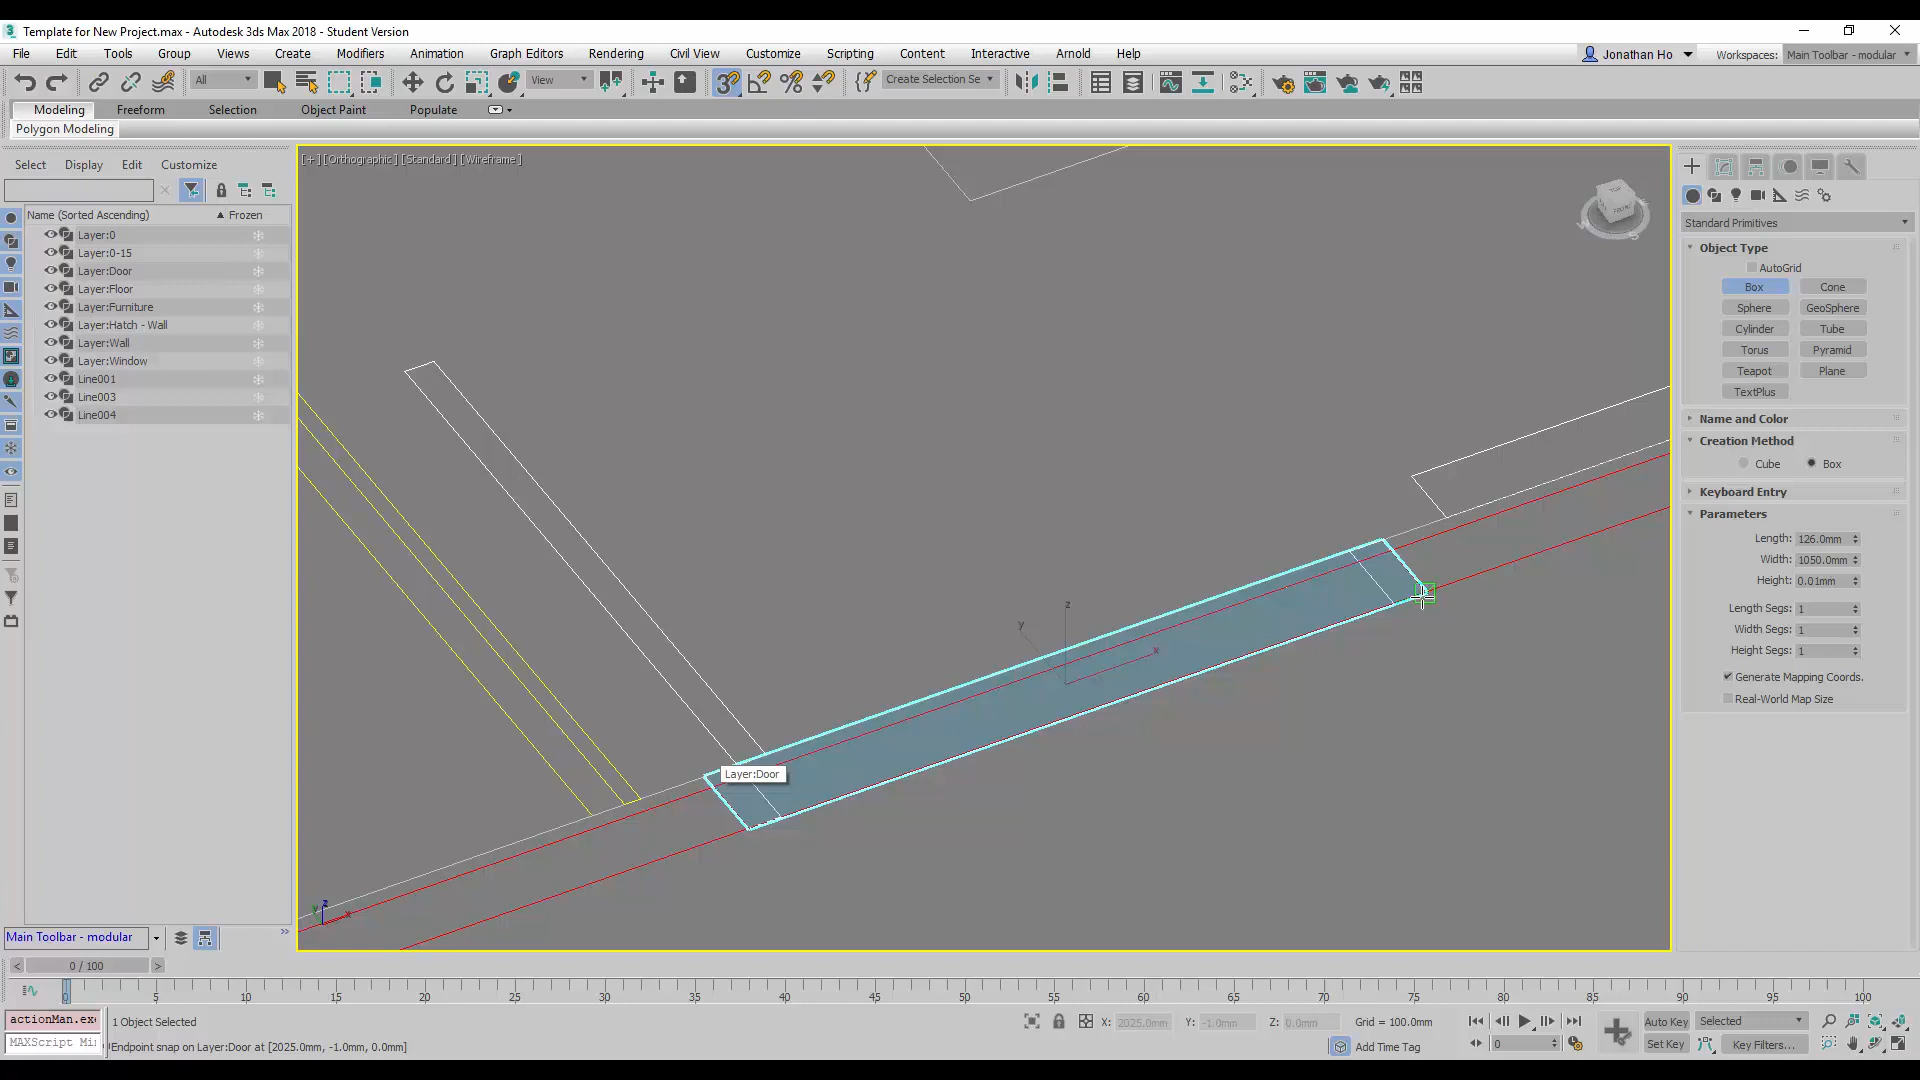 Template for New Project.max - Autodesk 3ds Max 2018 - Student Version
File Edit Tools Group Views Create Modifiers Animation Graph Editors Rendering Civil View Customize Scripting Content Interactive Arnold Help
Jonathan Ho Workspaces: Main Toolbar - modular
All View Create Selection Se
Modeling Freeform Selection Object Paint Populate
Polygon Modeling
Select Display Edit Customize
[+] [Orthographic] [Standard] [Wireframe]
Name (Sorted Ascending) Frozen
Layer:0
Layer:0-15
Layer:Door
Layer:Floor
Layer:Furniture
Layer:Hatch - Wall
Layer:Wall
Layer:Window
Line001
Line003
Line004
TOP
FRONT
z
y
x
Layer:Door
z
y
x
Standard Primitives
Object Type
AutoGrid
Box Cone
Sphere GeoSphere
Cylinder Tube
Torus Pyramid
Teapot Plane
TextPlus
Name and Color
Creation Method
Cube Box
Keyboard Entry
Parameters
Length: 126.0mm
Width: 1050.0mm
Height: 0.01mm
Length Segs: 1
Width Segs: 1
Height Segs: 1
Generate Mapping Coords.
Real-World Map Size
Main Toolbar - modular
0 / 100
0 5 10 15 20 25 30 35 40 45 50 55 60 65 70 75 80 85 90 95 100
actionMan.exe
1 Object Selected
X: 2025.0mm Y: -1.0mm Z: 0.0mm Grid = 100.0mm
Auto Key Selected
MAXScript Mi
Endpoint snap on Layer:Door at [2025.0mm, -1.0mm, 0.0mm]
Add Time Tag
0
Set Key Key Filters...